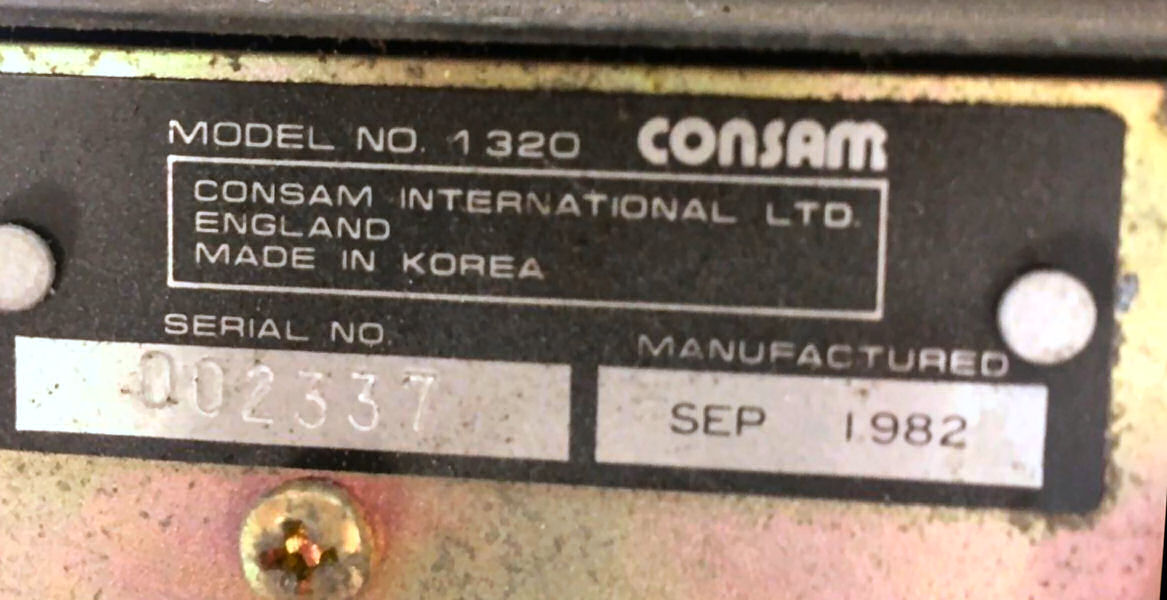 MODEL NO. 1320 CONSAM
CONSAM INTERNATIONAL LTD.
ENGLAND
MADE IN KOREA
SERIAL NO. MANUFACTURED
002337 SEP 1982